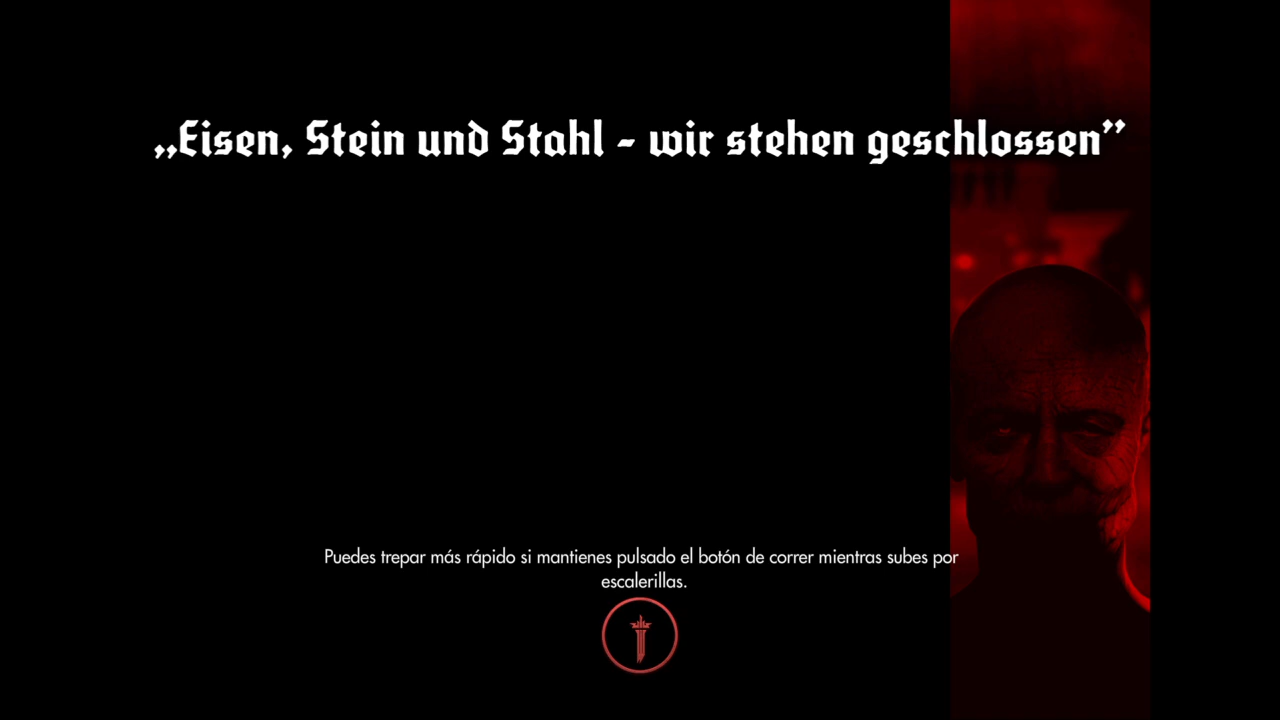 „Eisen, Stein und Stahl - wir stehen geschlossen”
Puedes trepar más rápido si mantienes pulsado el botón de correr mientras subes por
escalerillas.